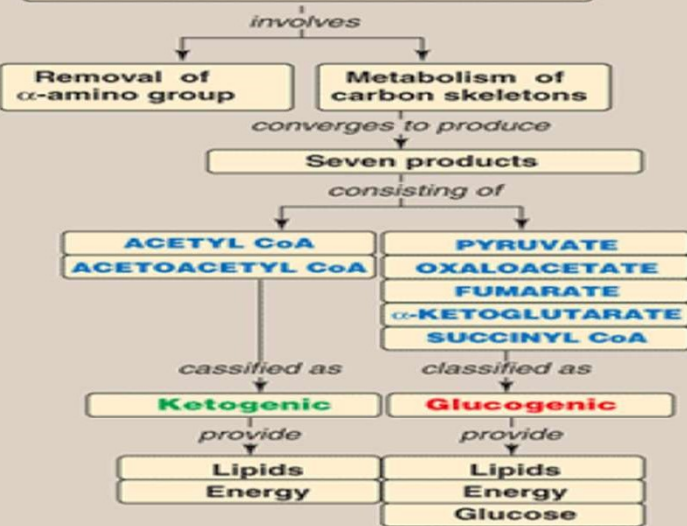 involves
Removal of
α-amino group
Metabolism of
carbon skeletons
converges to produce
Seven products
consisting of
ACETYL CoA
ACETOACETYL CoA
PYRUVATE
OXALOACETATE
FUMARATE
α-KETOGLUTARATE
SUCCINYL CoA
cassified as
classified as
Ketogenic
Glucogenic
provide
provide
Lipids
Energy
Lipids
Energy
Glucose